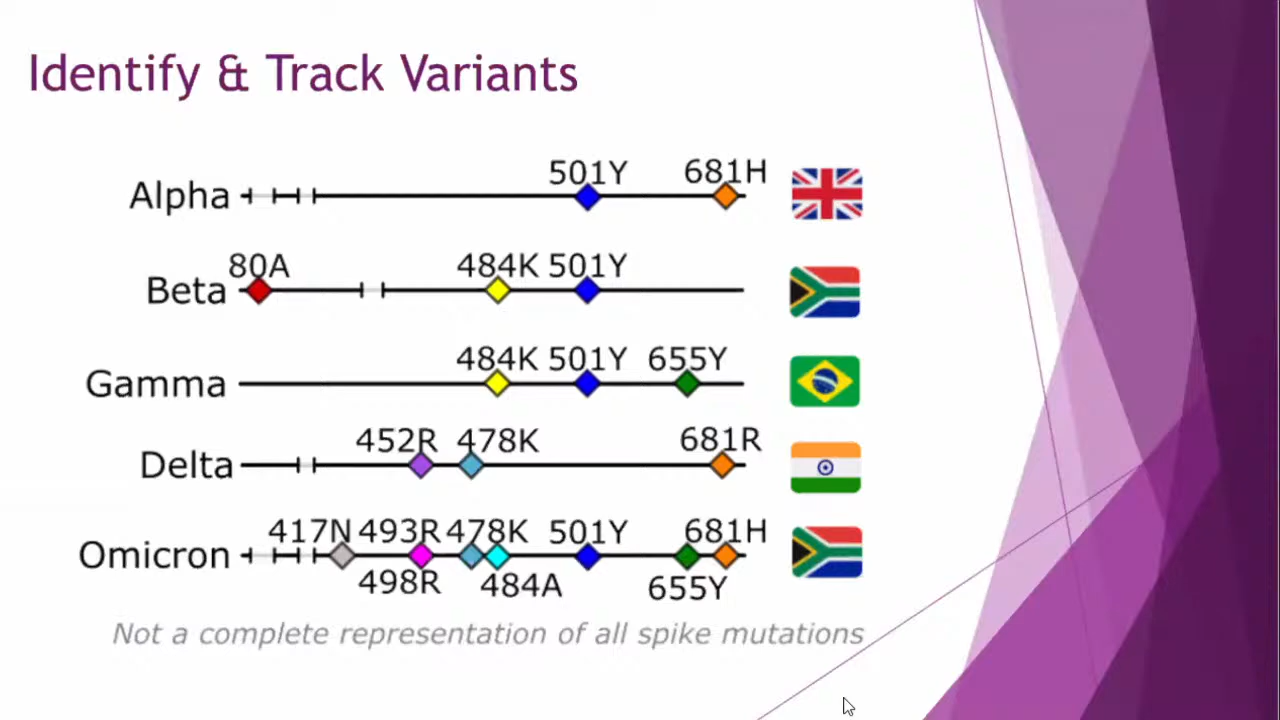 Identify & Track Variants
501Y 681H
Alpha
80A 484K 501Y
Beta
484K 501Y 655Y
Gamma
452R 478K 681R
Delta
417N 493R 478K 501Y 681H
Omicron
498R 484A 655Y
Not a complete representation of all spike mutations